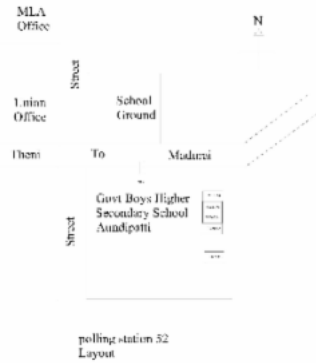 MLA
Office
N
Street
Union
Office
School
Ground
Theni To Madurai
Govt Boys Higher
Secondary School
Aundipatti
Street
polling station 52
Layout